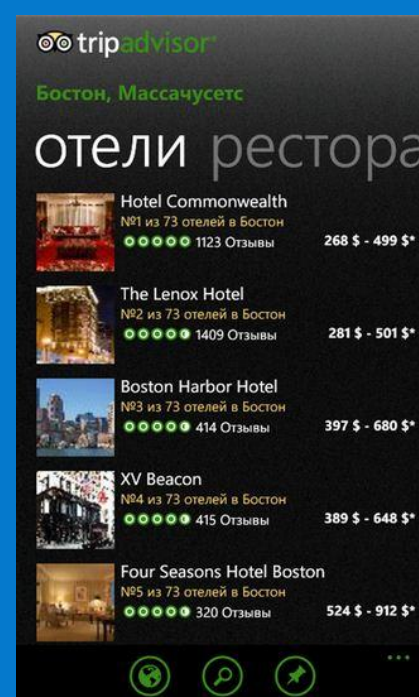 tripadvisor®
Бостон, Массачусетс
отели рестора
Hotel Commonwealth
№1 из 73 отелей в Бостон
1123 Отзывы 268 $ - 499 $*
The Lenox Hotel
№2 из 73 отелей в Бостон
1409 Отзывы 281 $ - 501 $*
Boston Harbor Hotel
№3 из 73 отелей в Бостон
414 Отзывы 397 $ - 680 $*
XV Beacon
№4 из 73 отелей в Бостон
415 Отзывы 389 $ - 648 $*
Four Seasons Hotel Boston
№5 из 73 отелей в Бостон
320 Отзывы 524 $ - 912 $*